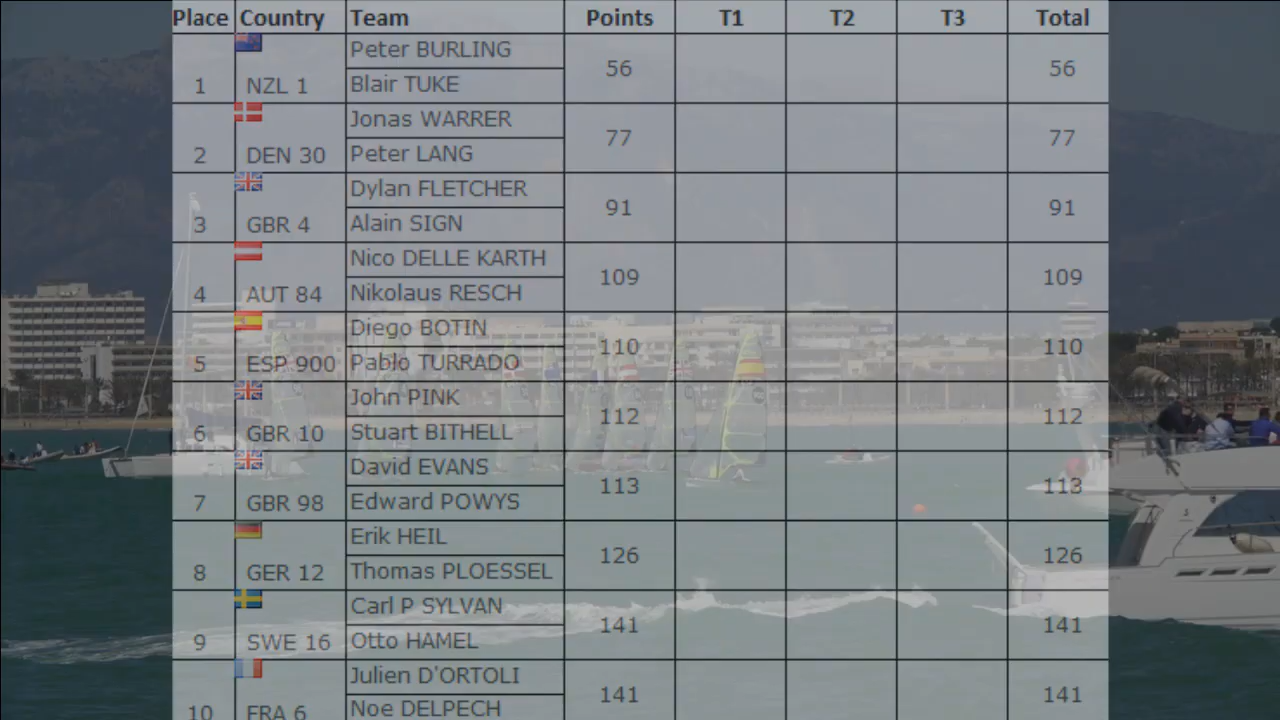 Place Country Team Points T1 T2 T3 Total
1 NZL 1 Peter BURLING Blair TUKE 56 56
2 DEN 30 Jonas WARRER Peter LANG 77 77
3 GBR 4 Dylan FLETCHER Alain SIGN 91 91
4 AUT 84 Nico DELLE KARTH Nikolaus RESCH 109 109
5 ESP 900 Diego BOTIN Pablo TURRADO 110 110
6 GBR 10 John PINK Stuart BITHELL 112 112
7 GBR 98 David EVANS Edward POWYS 113 113
8 GER 12 Erik HEIL Thomas PLOESSEL 126 126
9 SWE 16 Carl P SYLVAN Otto HAMEL 141 141
10 FRA 6 Julien D'ORTOLI Noe DELPECH 141 141